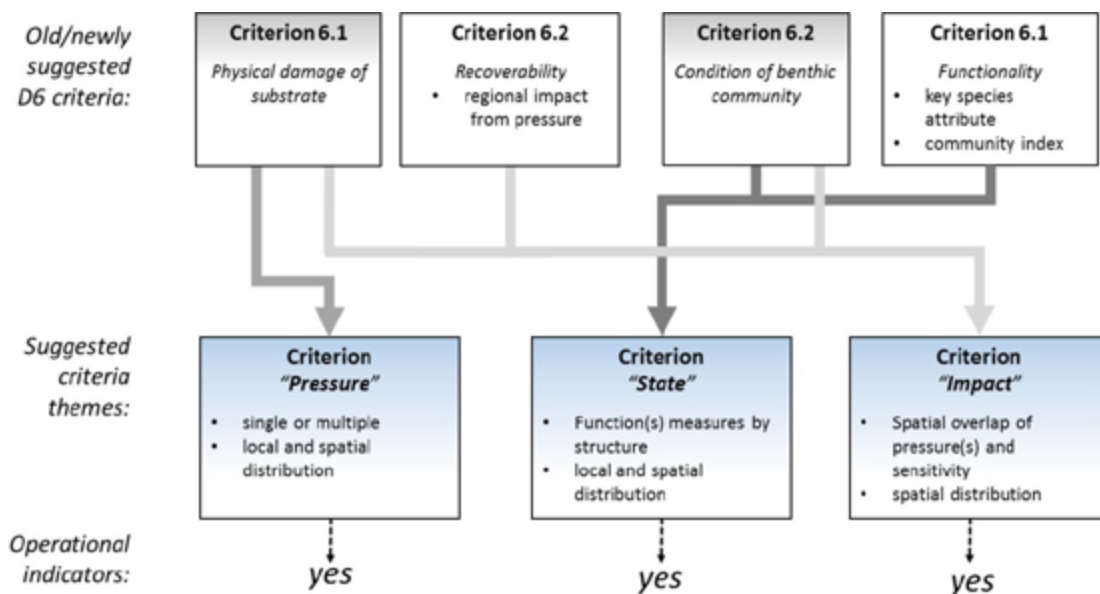 Old/newly
suggested
D6 criteria:
Criterion 6.1
Physical damage of
substrate
Criterion 6.2
Recoverability
• regional impact
from pressure
Criterion 6.2
Condition of benthic
community
Criterion 6.1
Functionality
• key species
attribute
• community index
Suggested
criteria
themes:
Criterion
"Pressure"
• single or multiple
• local and spatial
distribution
Criterion
"State"
• Function(s) measures by
structure
• local and spatial
distribution
Criterion
"Impact"
• Spatial overlap of
pressure(s) and
sensitivity
• spatial distribution
Operational
indicators:
yes
yes
yes